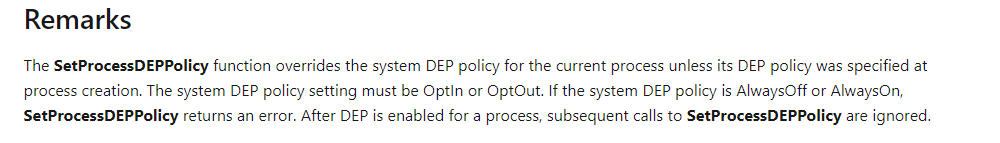 Remarks
The SetProcessDEPPolicy function overrides the system DEP policy for the current process unless its DEP policy was specified at
process creation. The system DEP policy setting must be OptIn or OptOut. If the system DEP policy is AlwaysOff or AlwaysOn,
SetProcessDEPPolicy returns an error. After DEP is enabled for a process, subsequent calls to SetProcessDEPPolicy are ignored.